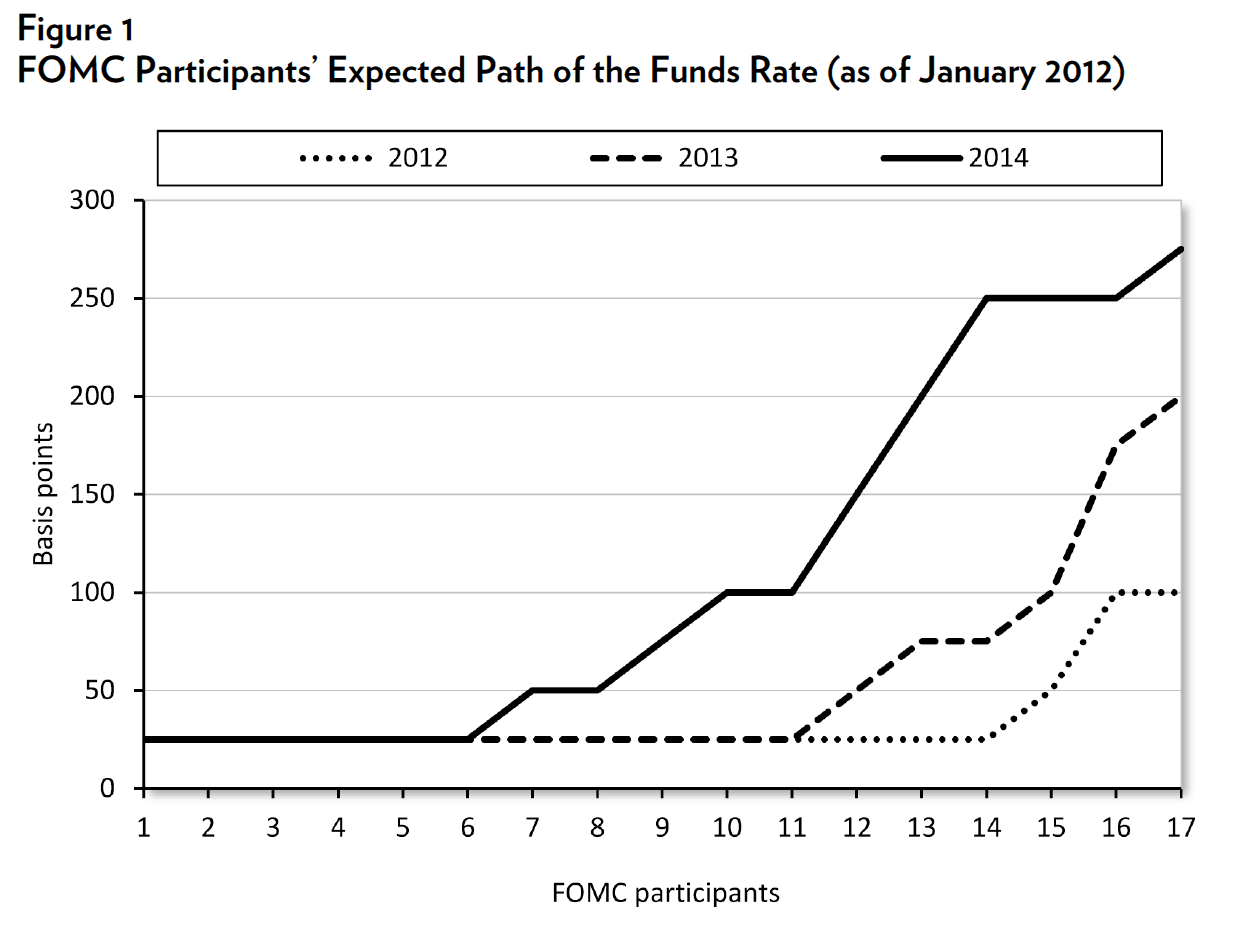 Figure 1
FOMC Participants’ Expected Path of the Funds Rate (as of January 2012)
2012 2013 2014
300
250
200
150
100
50
0
Basis points
1 2 3 4 5 6 7 8 9 10 11 12 13 14 15 16 17
FOMC participants